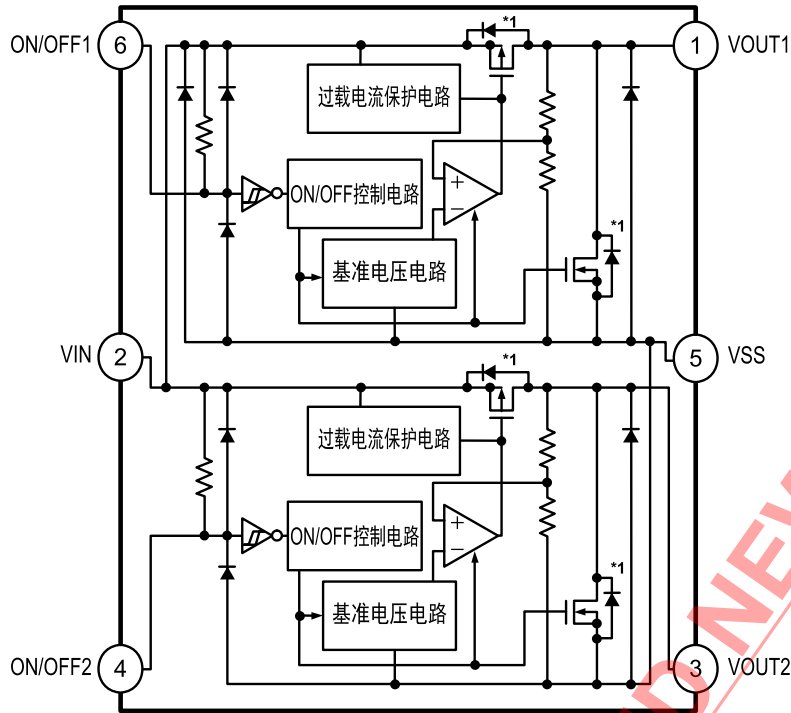 *1
ON/OFF1 6
1 VOUT1
过载电流保护电路
+
−
ON/OFF控制电路
*1
基准电压电路
VIN 2
5 VSS
*1
过载电流保护电路
+
−
ON/OFF控制电路
*1
基准电压电路
ON/OFF2 4
3 VOUT2
D NEW